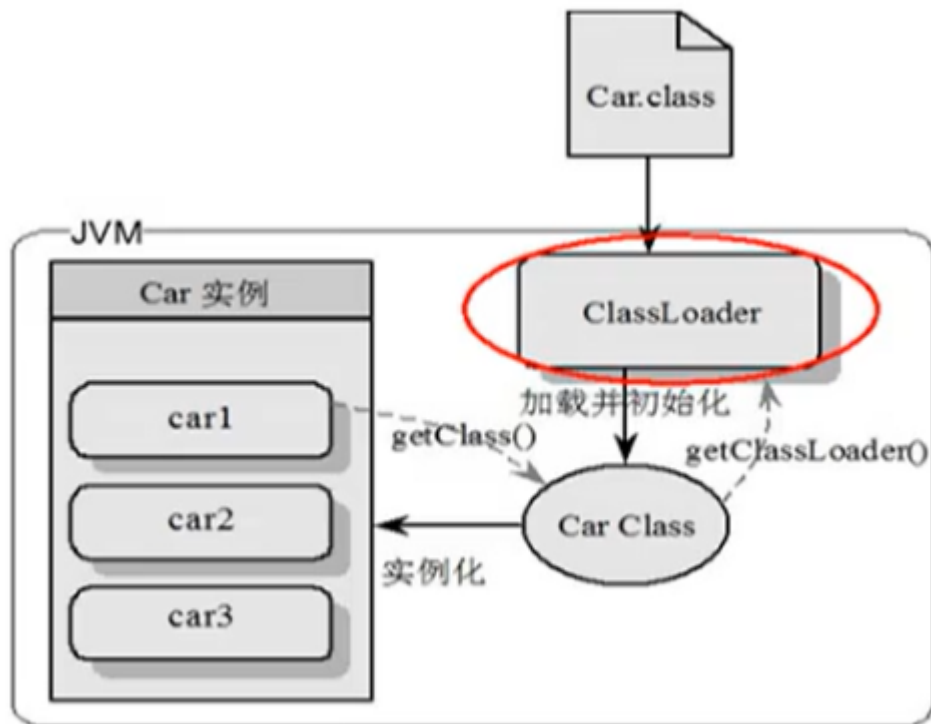 Car.class
JVM
Car 实例
ClassLoader
加载并初始化
car1
getClass()
getClassLoader()
car2
Car Class
实例化
car3